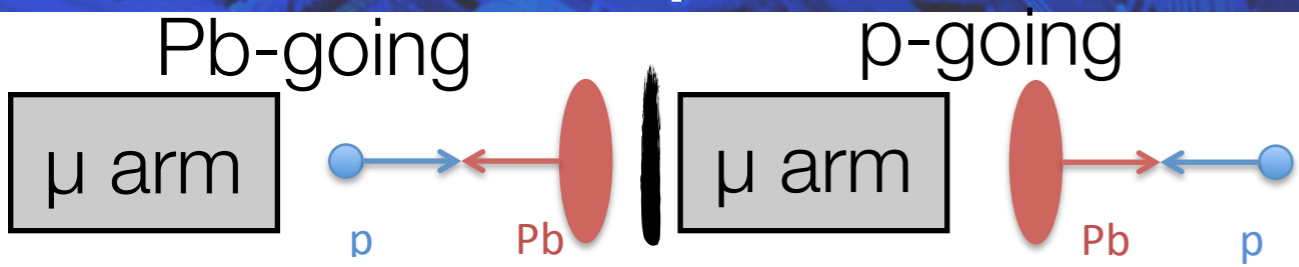 Pb-going
p-going
μ arm
μ arm
p
Pb
Pb
p